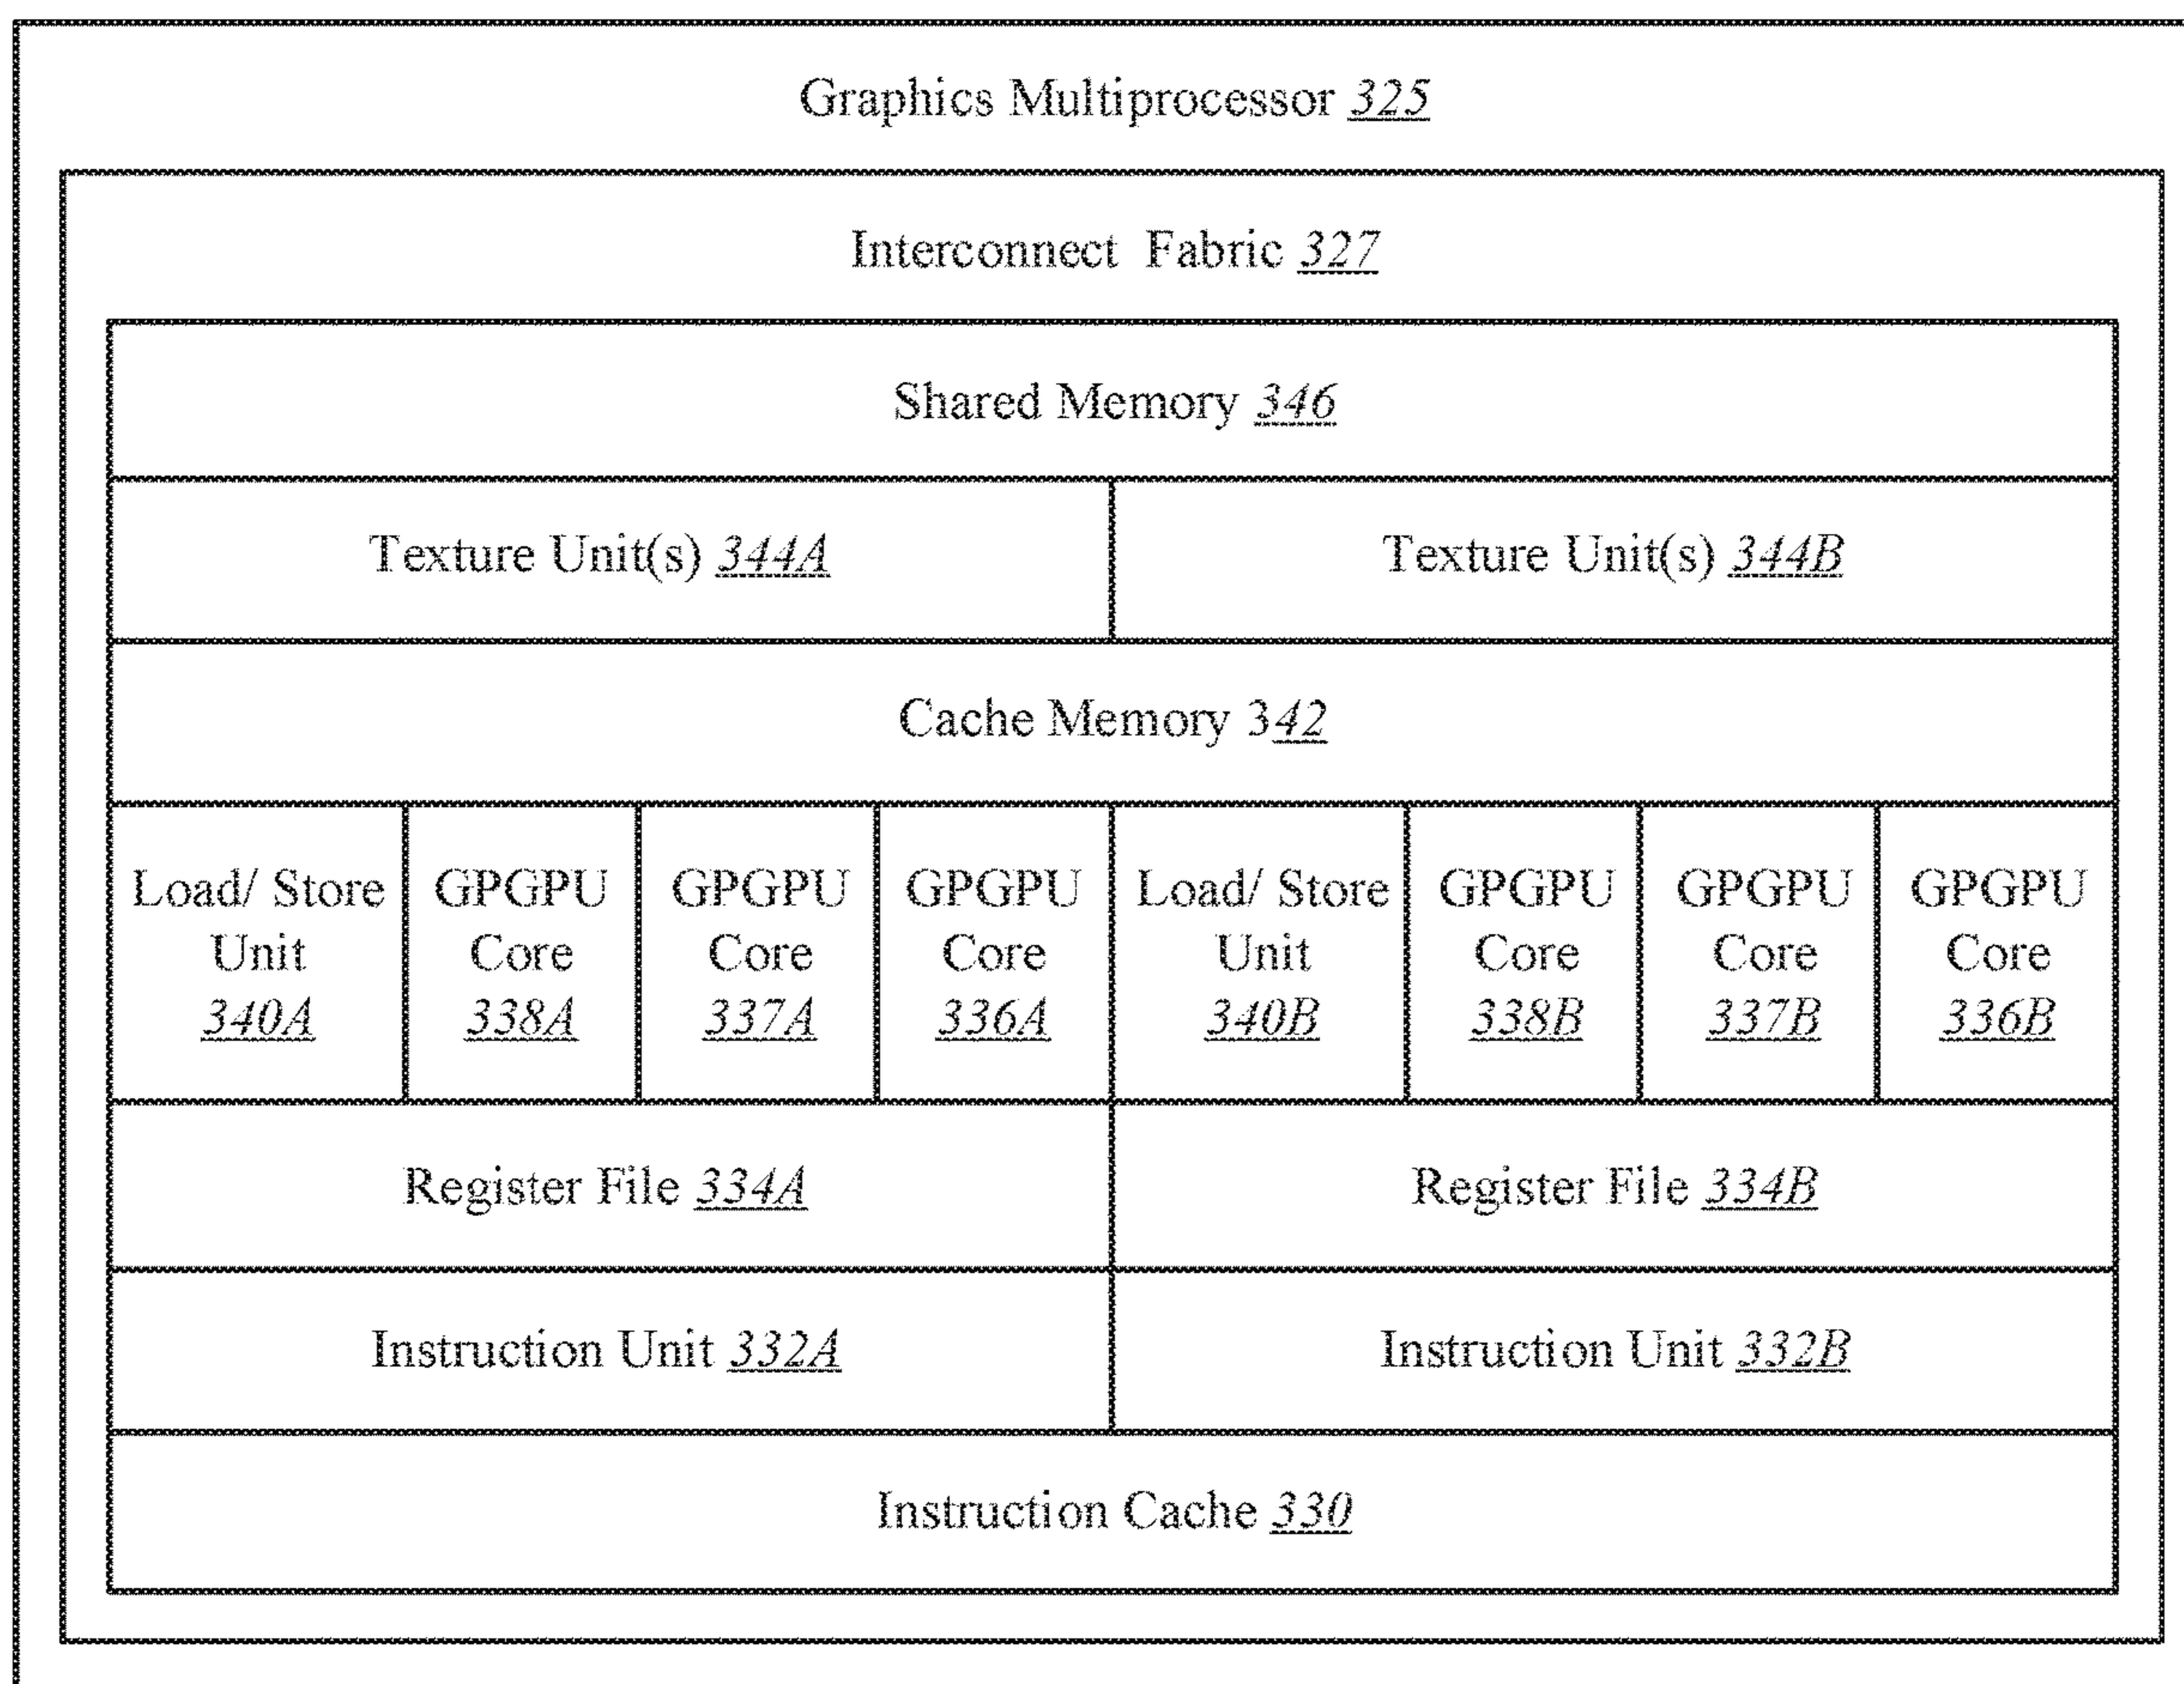 Graphics Multiprocessor 325
Interconnect Fabric 327
Shared Memory 346
Texture Unit(s) 344A
Texture Unit(s) 344B
Cache Memory 342
Load/ Store
Unit
340A
GPGPU
Core
338A
GPGPU
Core
337A
GPGPU
Core
336A
Load/ Store
Unit
340B
GPGPU
Core
338B
GPGPU
Core
337B
GPGPU
Core
336B
Register File 334A
Register File 334B
Instruction Unit 332A
Instruction Unit 332B
Instruction Cache 330